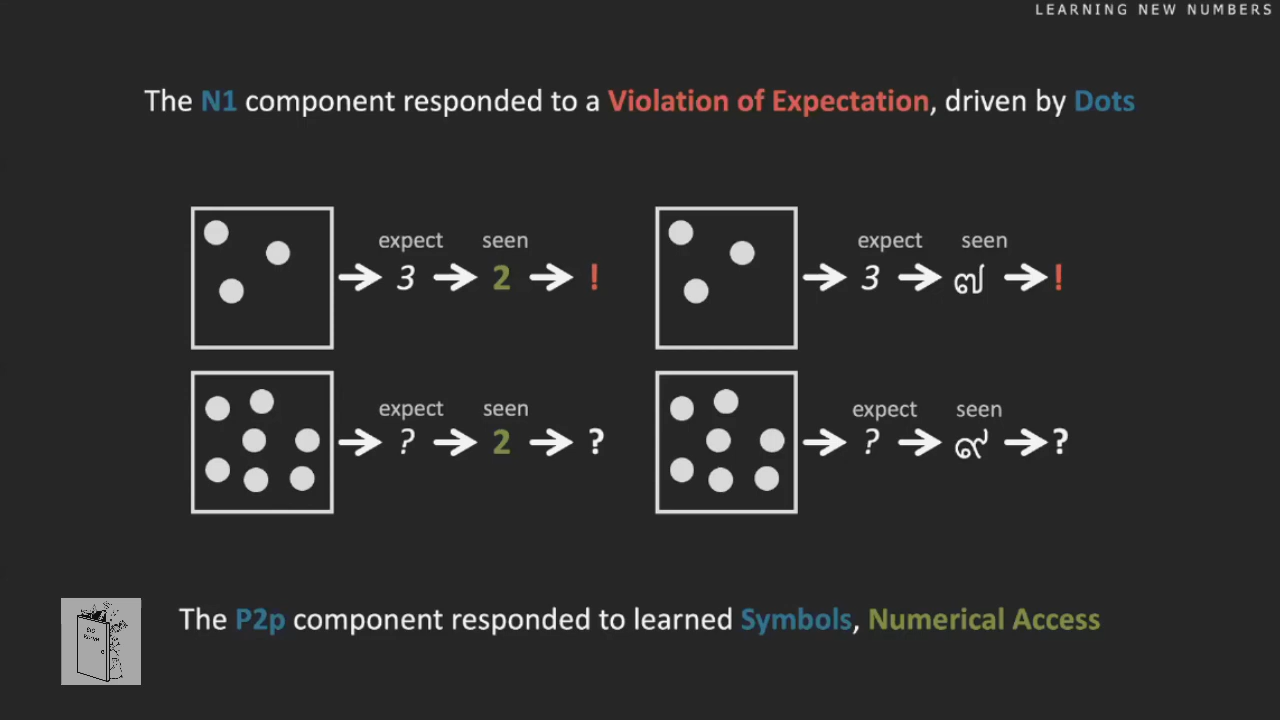 LEARNING NEW NUMBERS
The N1 component responded to a Violation of Expectation, driven by Dots
expect seen
3 2 !
expect seen
3 ๗ !
expect seen
? 2 ?
expect seen
? ๙ ?
The P2p component responded to learned Symbols, Numerical Access